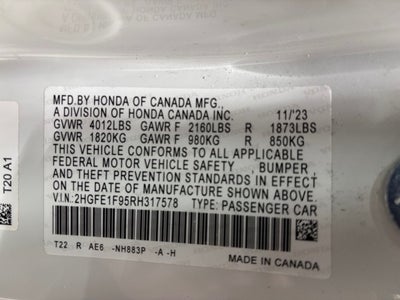 MFD.BY HONDA OF CANADA MFG.,
A DIVISION OF HONDA CANADA INC. 11/'23
GVWR 4012LBS GAWR F 2160LBS R 1873LBS
GVWR 1820KG GAWR F 980KG R 850KG
THIS VEHICLE CONFORMS TO ALL APPLICABLE
FEDERAL MOTOR VEHICLE SAFETY , BUMPER
AND THEFT PREVENTION STANDARDS IN
EFFECT ON THE DATE OF MANUFACTURE
SHOWN ABOVE.
V.I.N.: 2HGFE1F95RH317578 TYPE: PASSENGER CAR
T22 R AE6 -NH883P -A -H
MADE IN CANADA
T20 A1